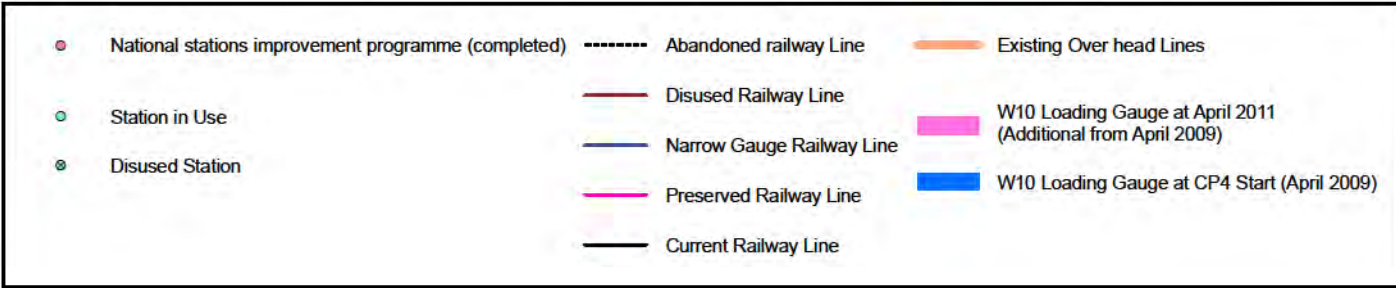 National stations improvement programme (completed)
Station in Use
Disused Station
Abandoned railway Line
Disused Railway Line
Narrow Gauge Railway Line
Preserved Railway Line
Current Railway Line
Existing Over head Lines
W10 Loading Gauge at April 2011
(Additional from April 2009)
W10 Loading Gauge at CP4 Start (April 2009)